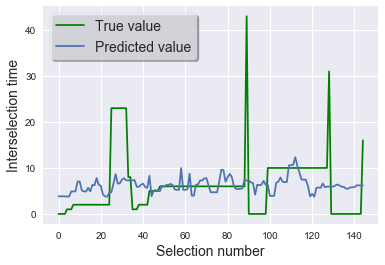 True value
Predicted value
Interselection time
40
30
20
10
0
0 20 40 60 80 100 120 140
Selection number